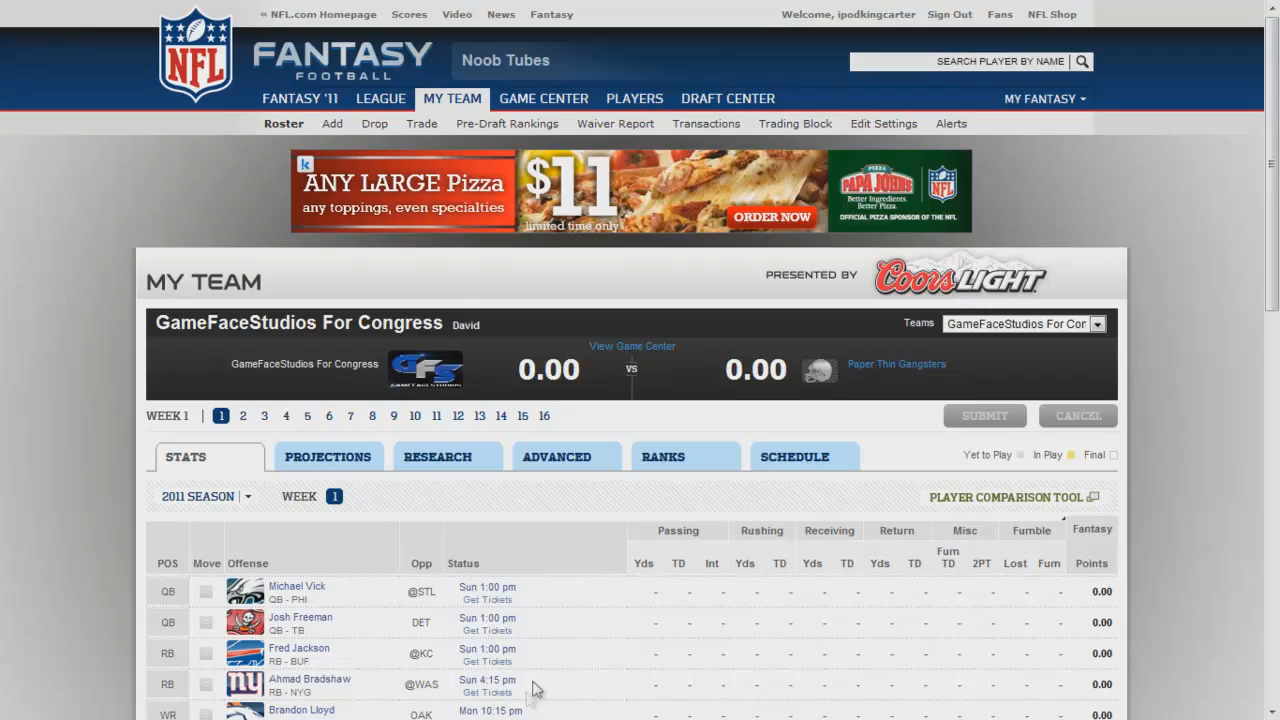 « NFL.com Homepage Scores Video News Fantasy Welcome, ipodkingcarter Sign Out Fans NFL Shop
NFL
FANTASY
FOOTBALL
Noob Tubes
SEARCH PLAYER BY NAME
FANTASY '11 LEAGUE MY TEAM GAME CENTER PLAYERS DRAFT CENTER MY FANTASY
Roster Add Drop Trade Pre-Draft Rankings Waiver Report Transactions Trading Block Edit Settings Alerts
k
ANY LARGE Pizza
any toppings, even specialties
$11
limited time only
ORDER NOW
PIZZA
PAPA JOHN'S
Better Ingredients.
Better Pizza.
NFL
OFFICIAL PIZZA SPONSOR OF THE NFL
MY TEAM PRESENTED BY Coors LIGHT
GameFaceStudios For Congress David Teams GameFaceStudios For Cor
View Game Center
GameFaceStudios For Congress GFS GAMEFACESTUDIOS 0.00 VS 0.00 Paper Thin Gangsters
WEEK 1 | 1 2 3 4 5 6 7 8 9 10 11 12 13 14 15 16 SUBMIT CANCEL
STATS PROJECTIONS RESEARCH ADVANCED RANKS SCHEDULE Yet to Play In Play Final
2011 SEASON WEEK 1 PLAYER COMPARISON TOOL
Passing Rushing Receiving Return Misc Fumble Fantasy
POS Move Offense Opp Status Yds TD Int Yds TD Yds TD Yds TD Fum TD 2PT Lost Fum Points
QB Michael Vick @STL Sun 1:00 pm - - - - - - - - - - - - - 0.00
QB - PHI Get Tickets
QB Josh Freeman DET Sun 1:00 pm - - - - - - - - - - - - - 0.00
QB - TB Get Tickets
RB Fred Jackson @KC Sun 1:00 pm - - - - - - - - - - - - - 0.00
RB - BUF Get Tickets
RB ny Ahmad Bradshaw @WAS Sun 4:15 pm - - - - - - - - - - - - - 0.00
RB - NYG Get Tickets
WR Brandon Lloyd OAK Mon 10:15 pm - - - - - - - - - - - - - 0.00